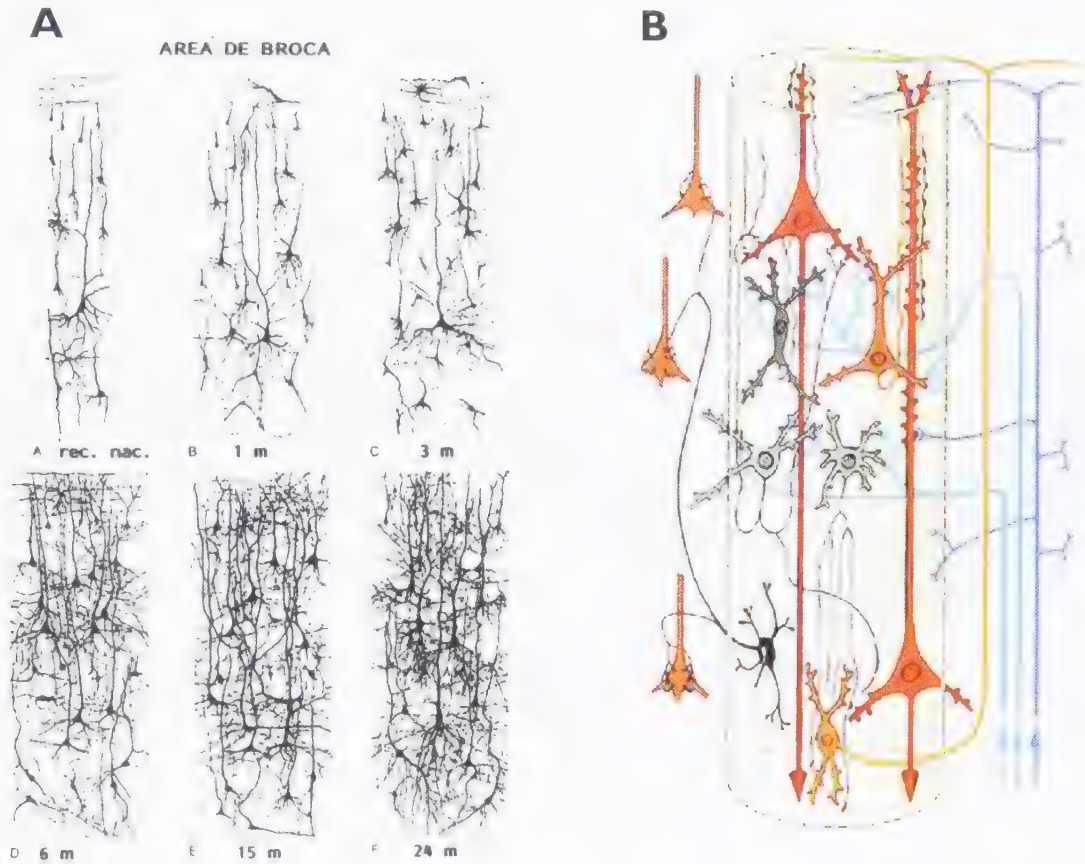 A
B
AREA DE BROCA
A rec. nac.
B 1 m
C 3 m
D 6 m
E 15 m
F 24 m